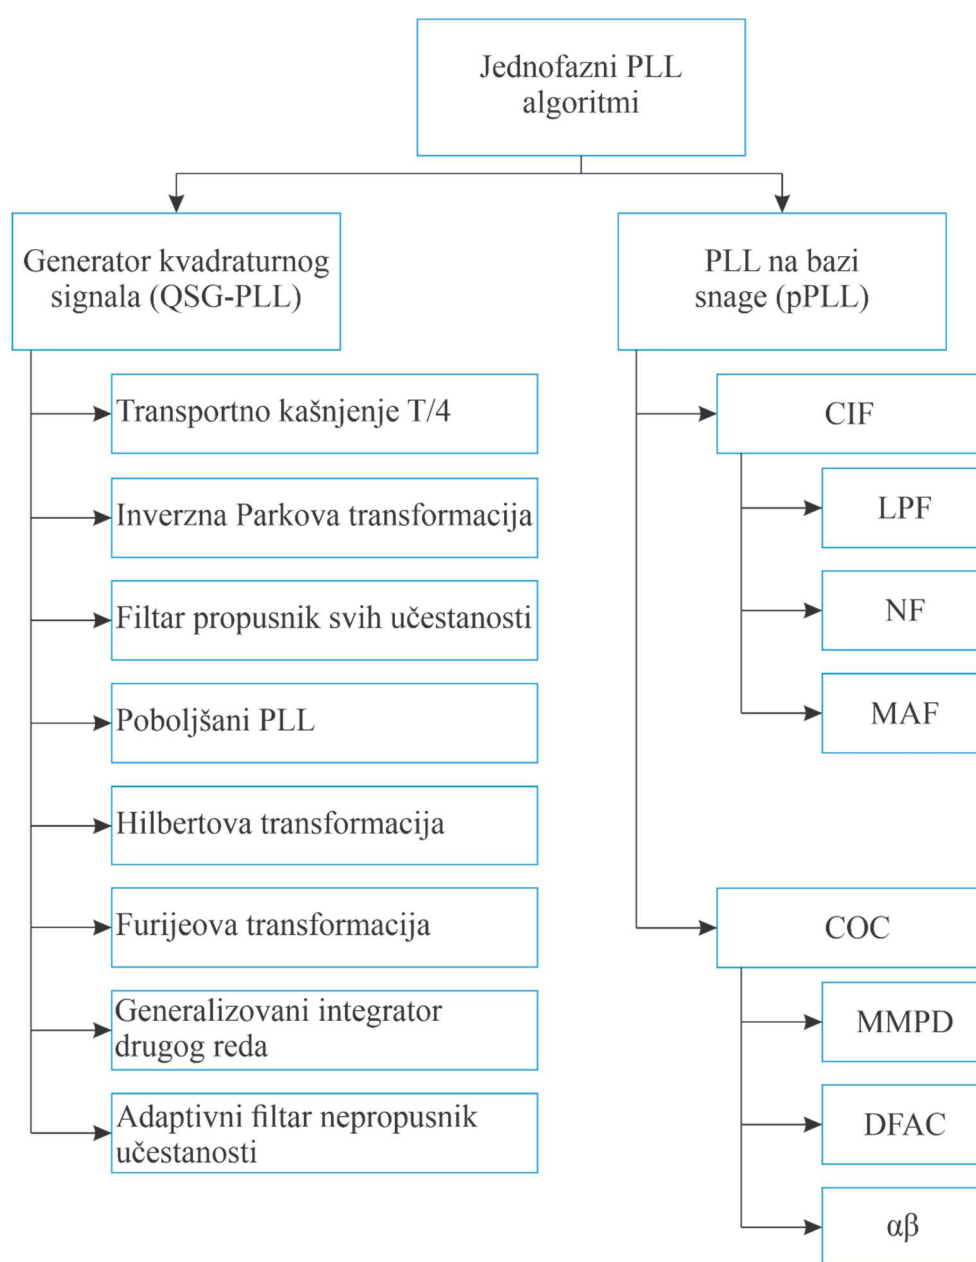 Jednofazni PLL
algoritmi
Generator kvadraturnog
signala (QSG-PLL)
PLL na bazi
snage (pPLL)
Transportno kašnjenje T/4
Inverzna Parkova transformacija
Filtar propusnik svih učestanosti
Poboljšani PLL
Hilbertova transformacija
Furijeova transformacija
Generalizovani integrator
drugog reda
Adaptivni filtar nepropusnik
učestanosti
CIF
LPF
NF
MAF
COC
MMPD
DFAC
αβ